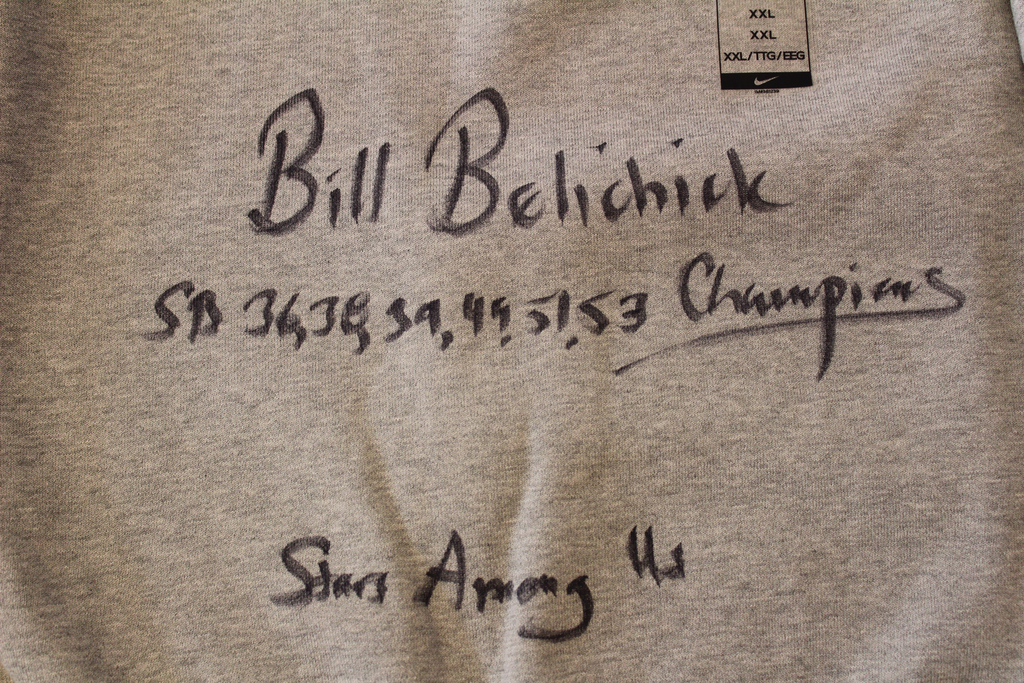 XXL
XXL
XXL/TTG/EEG
Bill Belichick
SB 36,38,39,49,51,53 Champions
Stars Among Us